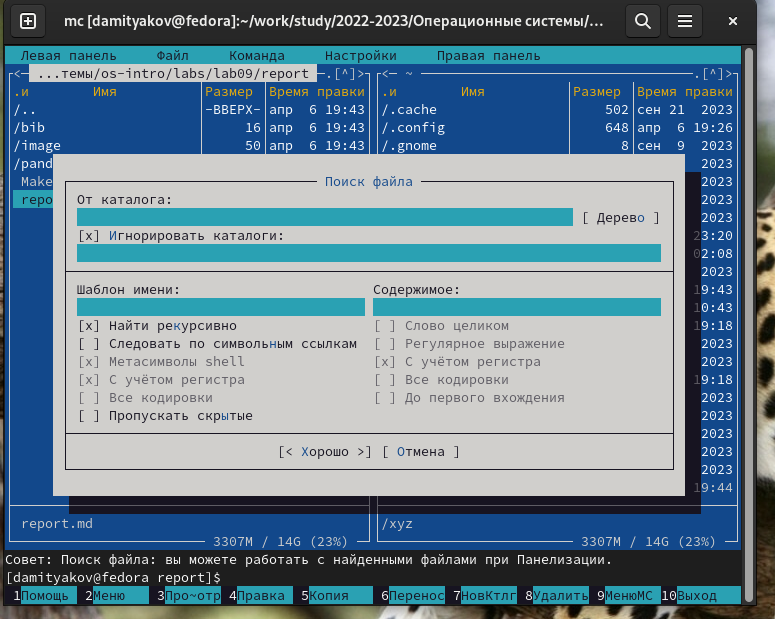 mc [damityakov@fedora]:~/work/study/2022-2023/Операционные системы/...
Левая панель Файл Команда Настройки Правая панель
<— ...темы/os-intro/labs/lab09/report —.[^]> <— ~ —.[^]>
.и Имя Размер Время правки .и Имя Размер Время правки
/.. -ВВЕРХ- апр 6 19:43 /.cache 502 сен 21 2023
/bib 16 апр 6 19:43 /.config 648 апр 6 19:26
/image 50 апр 6 19:43 /.gnome 8 сен 9 2023
/pand 2023
Поиск файла
Make 2023
От каталога:
repo 2023
[ Дерево ] 2023
[x] Игнорировать каталоги: 23:20
02:08
2023
Шаблон имени: Содержимое: 19:43
10:43
[x] Найти рекурсивно [ ] Слово целиком 19:18
[ ] Следовать по символьным ссылкам [ ] Регулярное выражение 2023
[x] Метасимволы shell [x] С учётом регистра 2023
[x] С учётом регистра [ ] Все кодировки 19:18
[ ] Все кодировки [ ] До первого вхождения 2023
[ ] Пропускать скрытые 2023
2023
[< Хорошо >] [ Отмена ] 2023
2023
19:44
report.md /xyz
3307M / 14G (23%) 3307M / 14G (23%)
Совет: Поиск файла: вы можете работать с найденными файлами при Панелизации.
[damityakov@fedora report]$
1Помощь 2Меню 3Про~отр 4Правка 5Копия 6Перенос 7НовКтлг 8Удалить 9МенюМС 10Выход